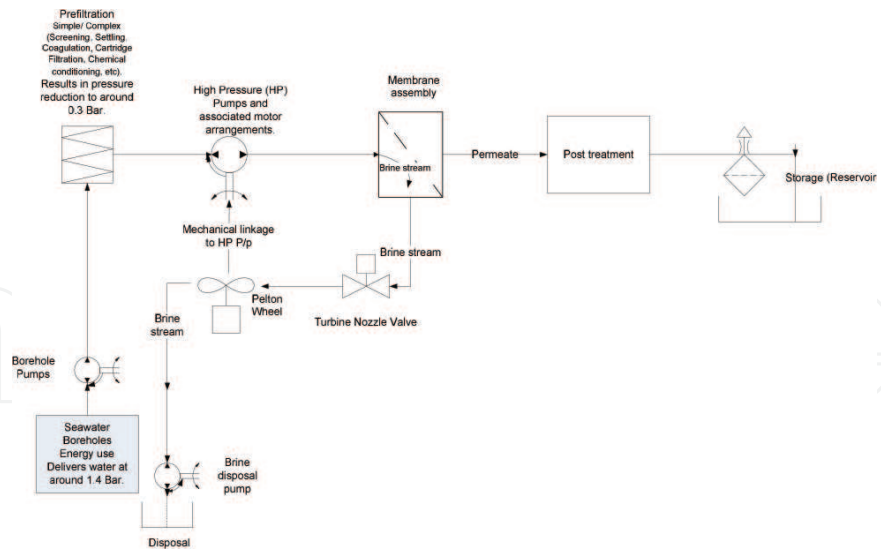 Prefiltration
Simple/ Complex
(Screening, Settling,
Coagulation, Cartridge
Filtration, Chemical
conditioning, etc).
Results in pressure
reduction to around
0.3 Bar.
High Pressure (HP)
Pumps and
associated motor
arrangements.
Membrane
assembly
Brine stream
Permeate
Post treatment
Storage (Reservoir
Mechanical linkage
to HP P/p
Brine stream
Pelton
Wheel
Turbine Nozzle Valve
Brine
stream
Borehole
Pumps
Seawater
Boreholes
Energy use
Delivers water at
around 1.4 Bar.
Brine
disposal
pump
Disposal